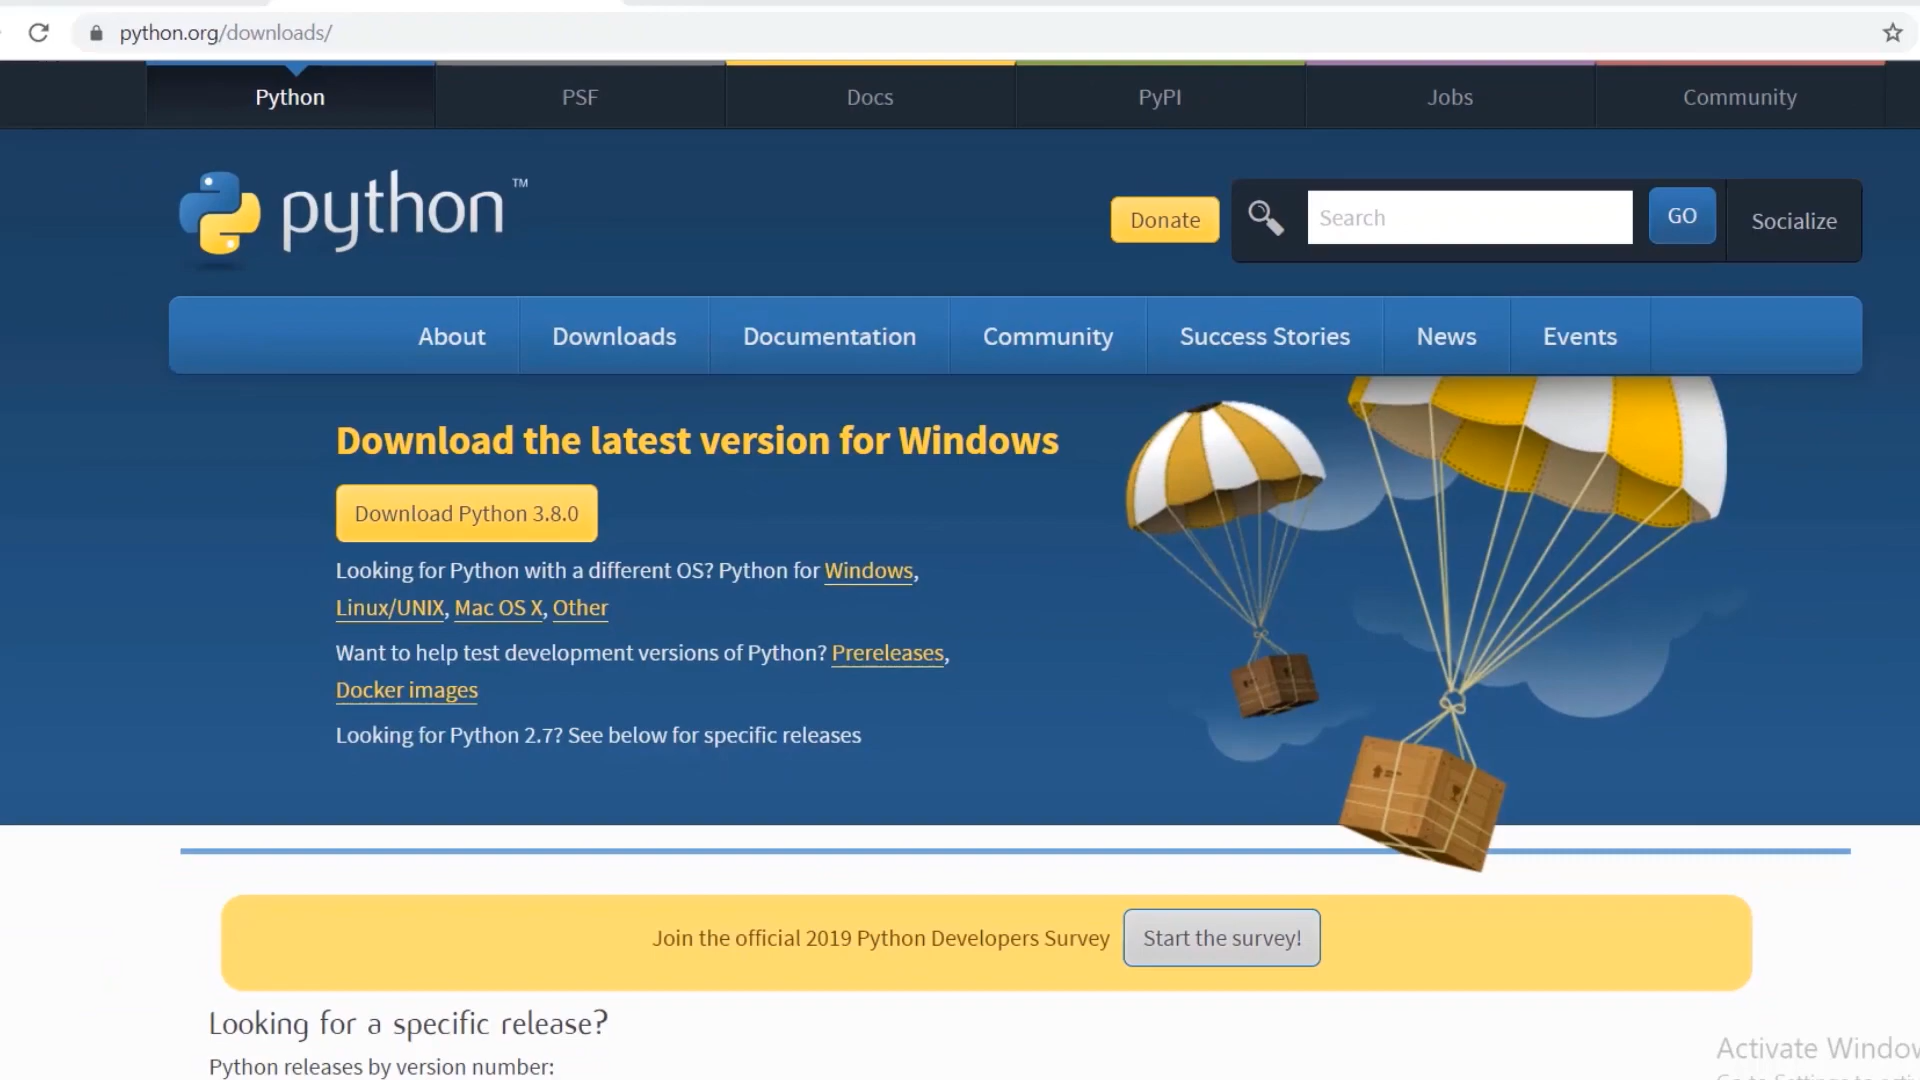 python.org/downloads/
Python PSF Docs PyPI Jobs Community
python™
Donate Search GO Socialize
About Downloads Documentation Community Success Stories News Events
Download the latest version for Windows
Download Python 3.8.0
Looking for Python with a different OS? Python for Windows,
Linux/UNIX, Mac OS X, Other
Want to help test development versions of Python? Prereleases,
Docker images
Looking for Python 2.7? See below for specific releases
Join the official 2019 Python Developers Survey Start the survey!
Looking for a specific release?
Python releases by version number:
Activate Window